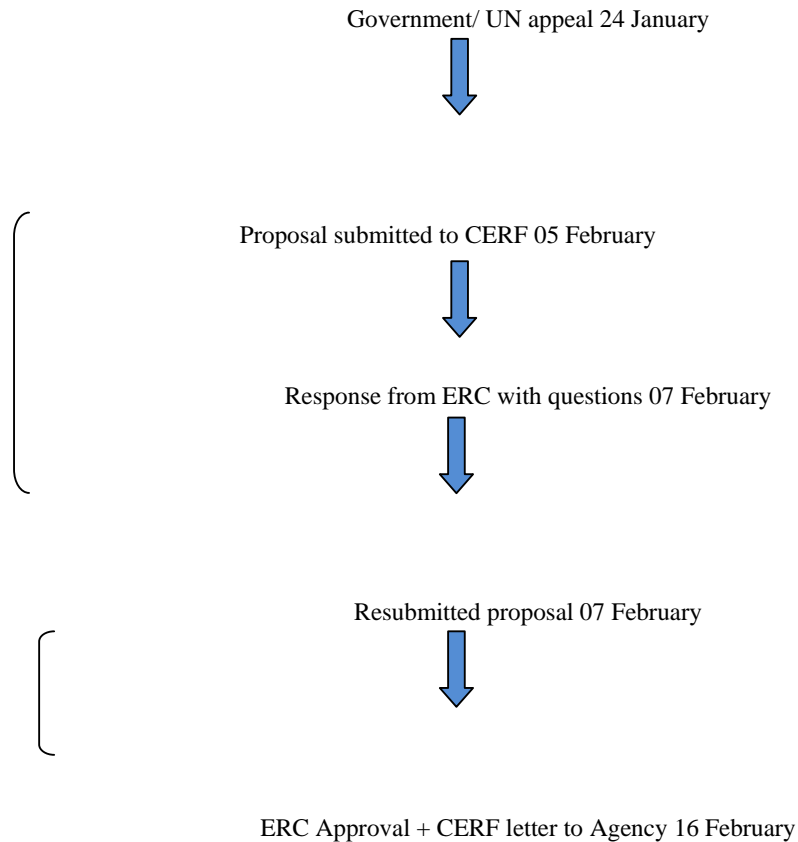 Government/ UN appeal 24 January
Proposal submitted to CERF 05 February
Response from ERC with questions 07 February
Resubmitted proposal 07 February
ERC Approval + CERF letter to Agency 16 February